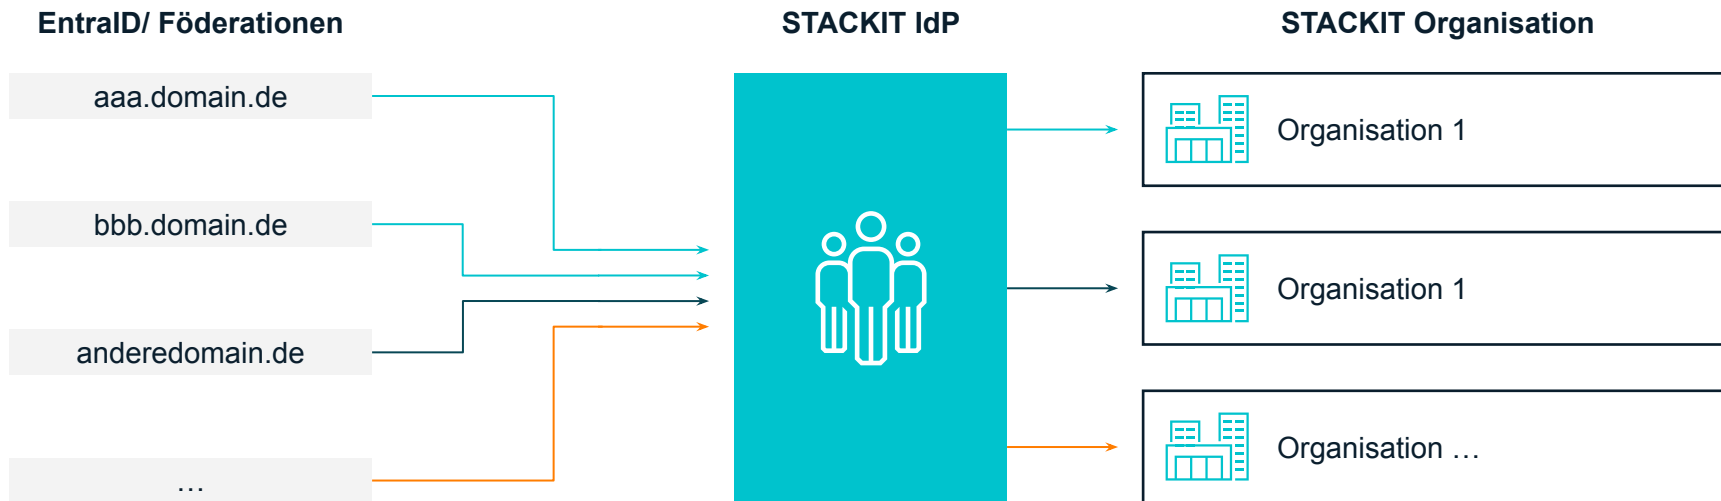 EntraID/ Föderationen
STACKIT IdP
STACKIT Organisation
aaa.domain.de
bbb.domain.de
anderedomain.de
…
Organisation 1
Organisation 1
Organisation …